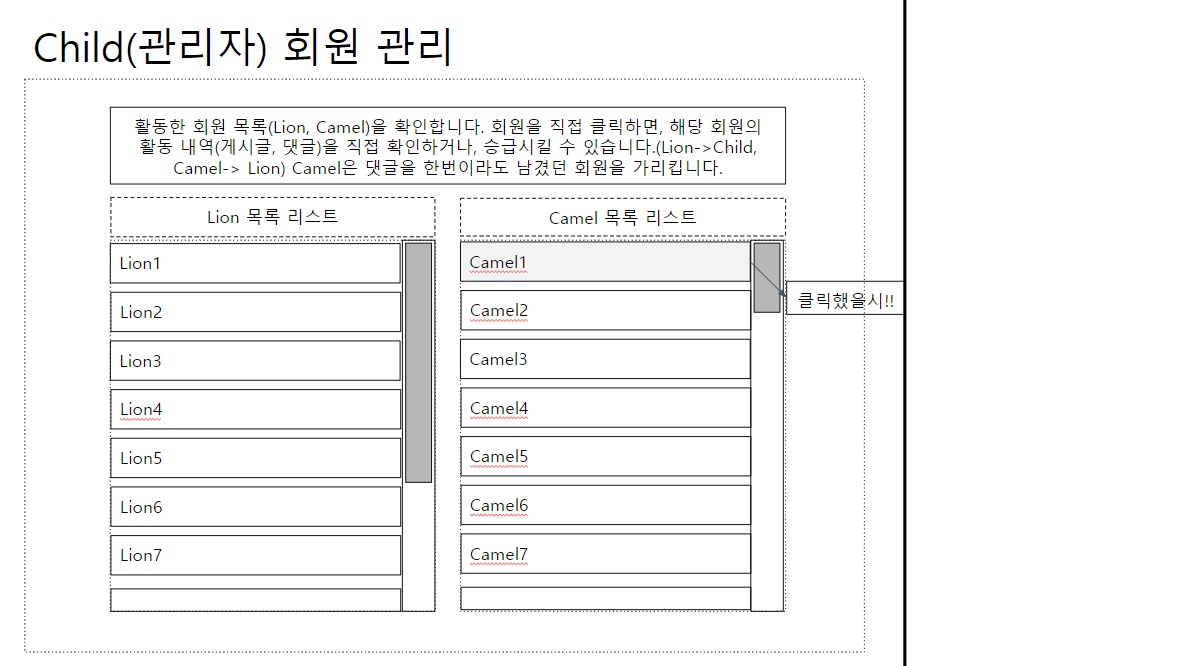 Child(관리자) 회원 관리
활동한 회원 목록(Lion, Camel)을 확인합니다. 회원을 직접 클릭하면, 해당 회원의
활동 내역(게시글, 댓글)을 직접 확인하거나, 승급시킬 수 있습니다.(Lion->Child,
Camel-> Lion) Camel은 댓글을 한번이라도 남겼던 회원을 가리킵니다.
Lion 목록 리스트
Lion1
Lion2
Lion3
Lion4
Lion5
Lion6
Lion7
Camel 목록 리스트
Camel1
Camel2
Camel3
Camel4
Camel5
Camel6
Camel7
클릭했을시!!